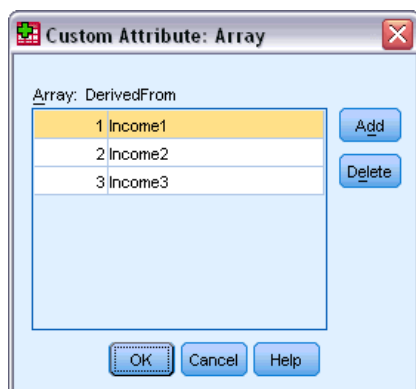 Custom Attribute: Array
Array: DerivedFrom
1 Income1
2 Income2
3 Income3
Add
Delete
OK Cancel Help